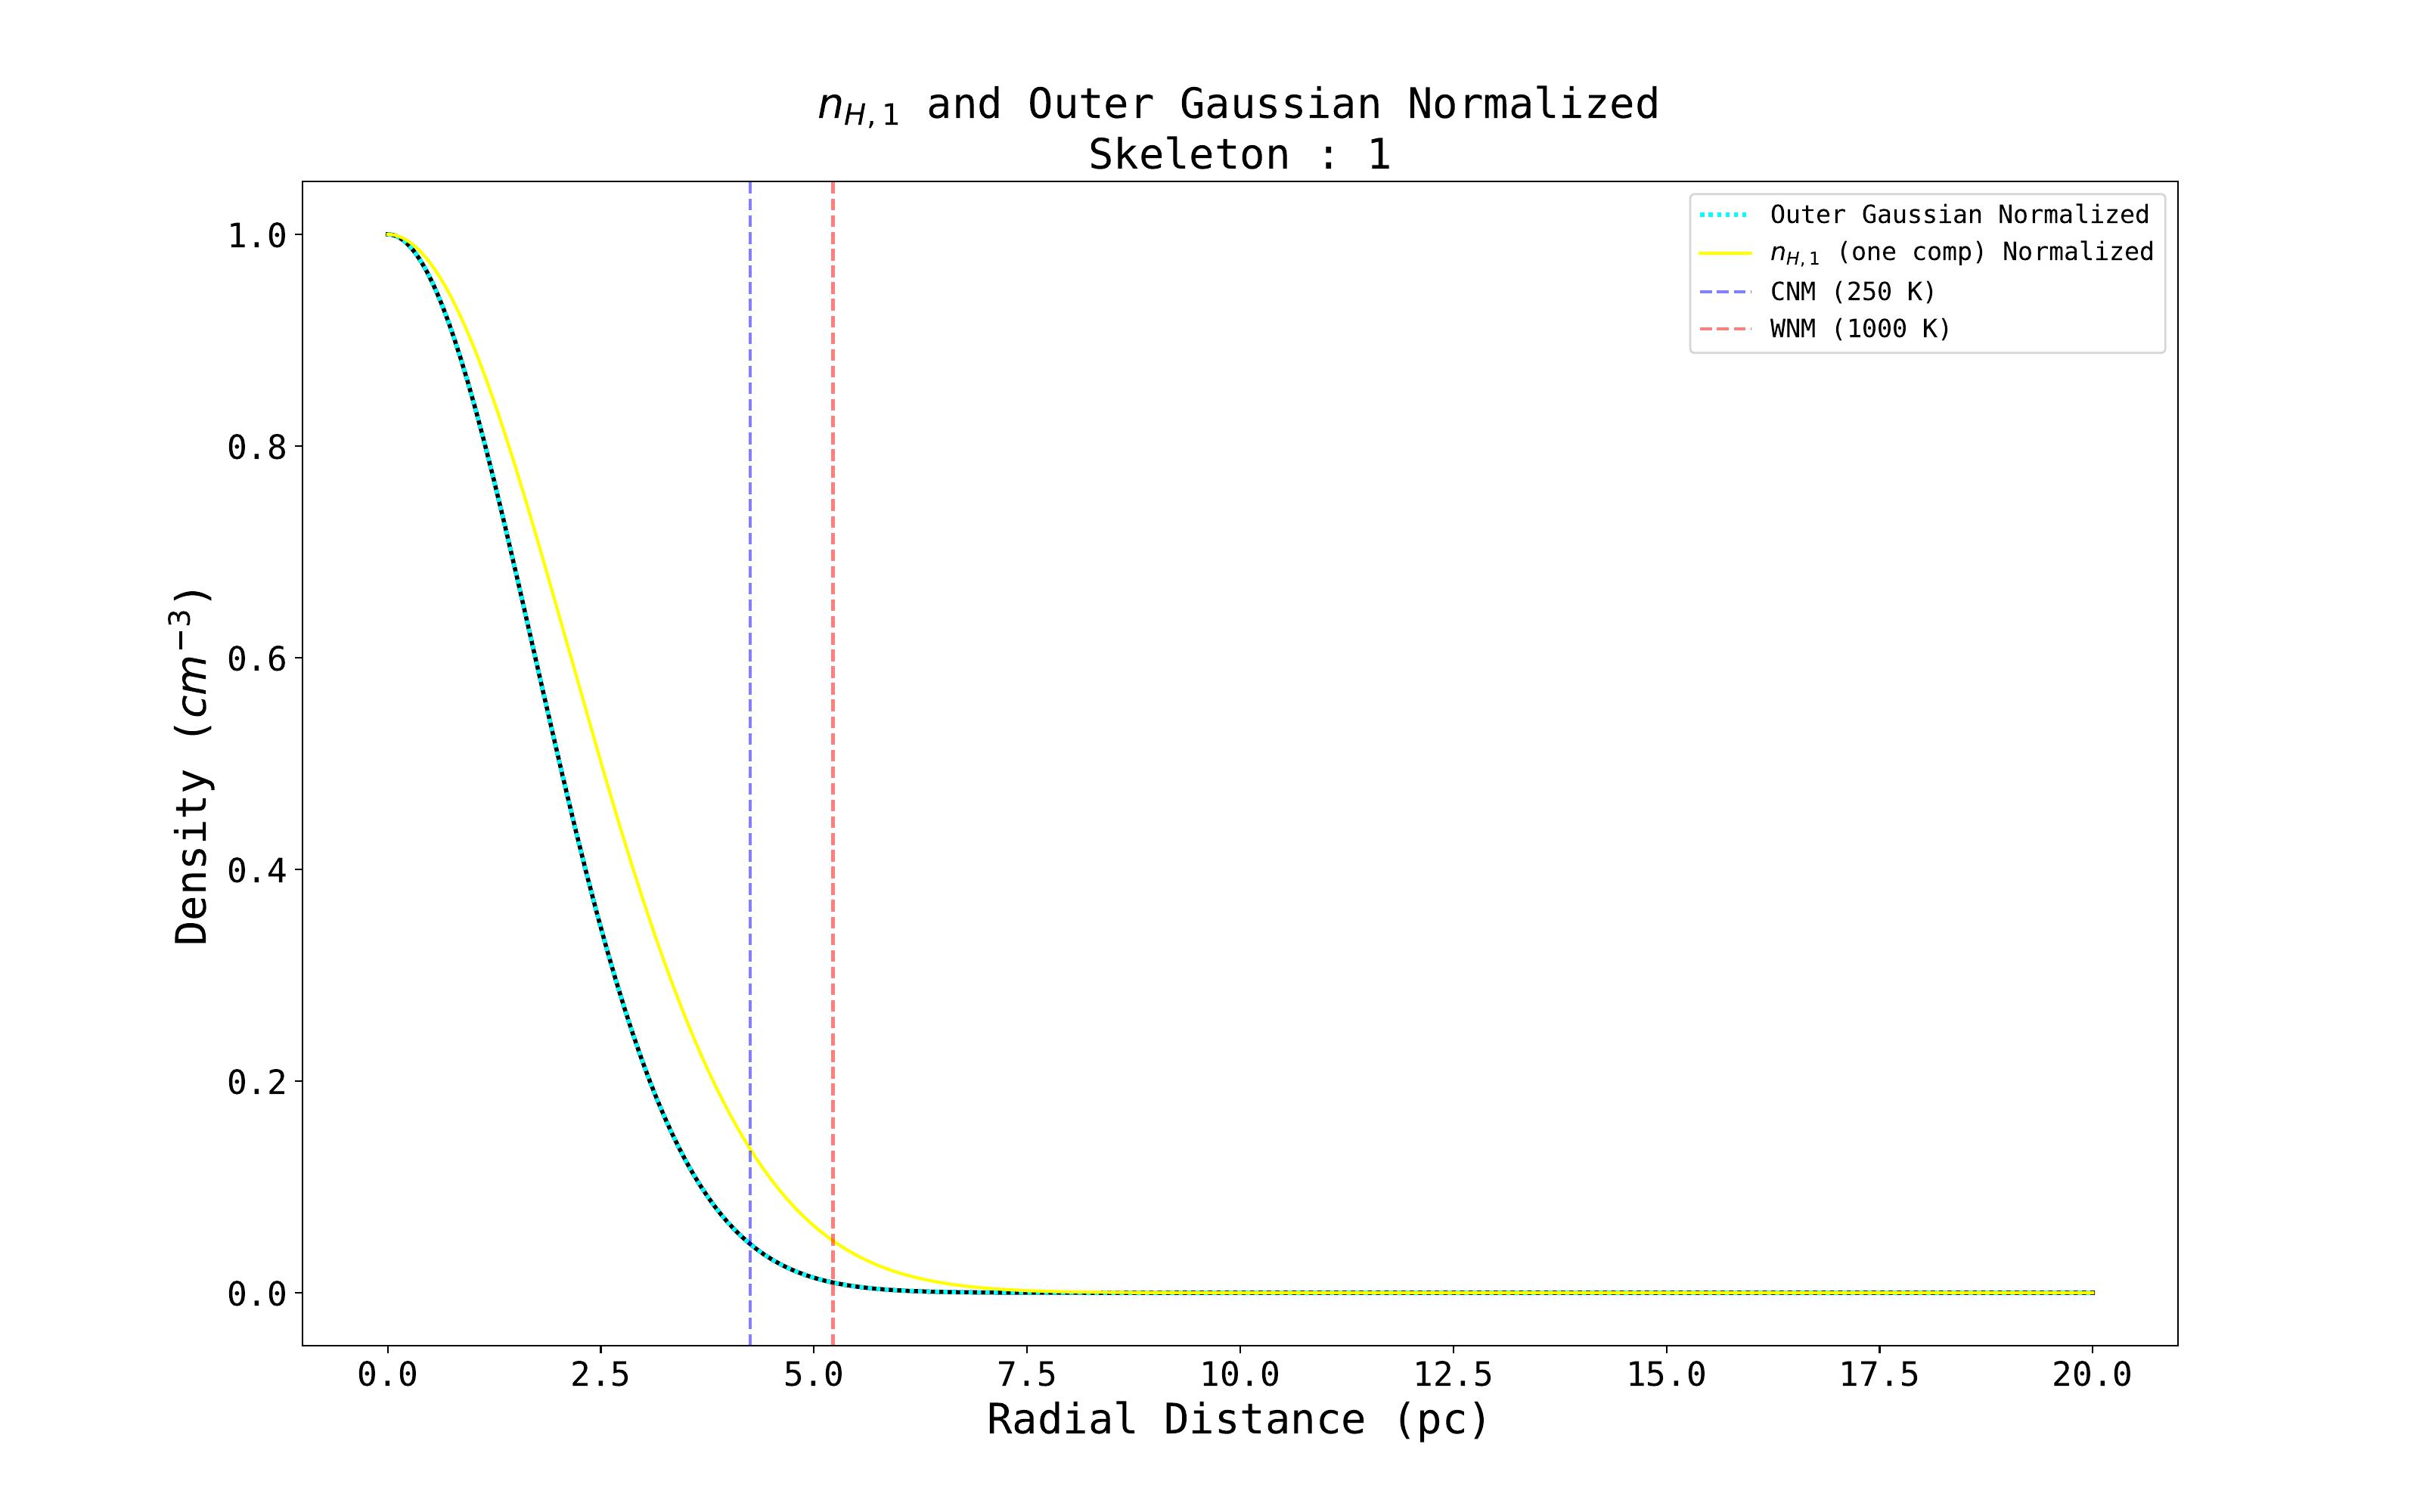 n_{H,1} and Outer Gaussian Normalized
Skeleton : 1
Outer Gaussian Normalized
n_{H,1} (one comp) Normalized
CNM (250 K)
WNM (1000 K)
1.0
0.8
0.6
0.4
0.2
0.0
Density (cm^{-3})
0.0 2.5 5.0 7.5 10.0 12.5 15.0 17.5 20.0
Radial Distance (pc)